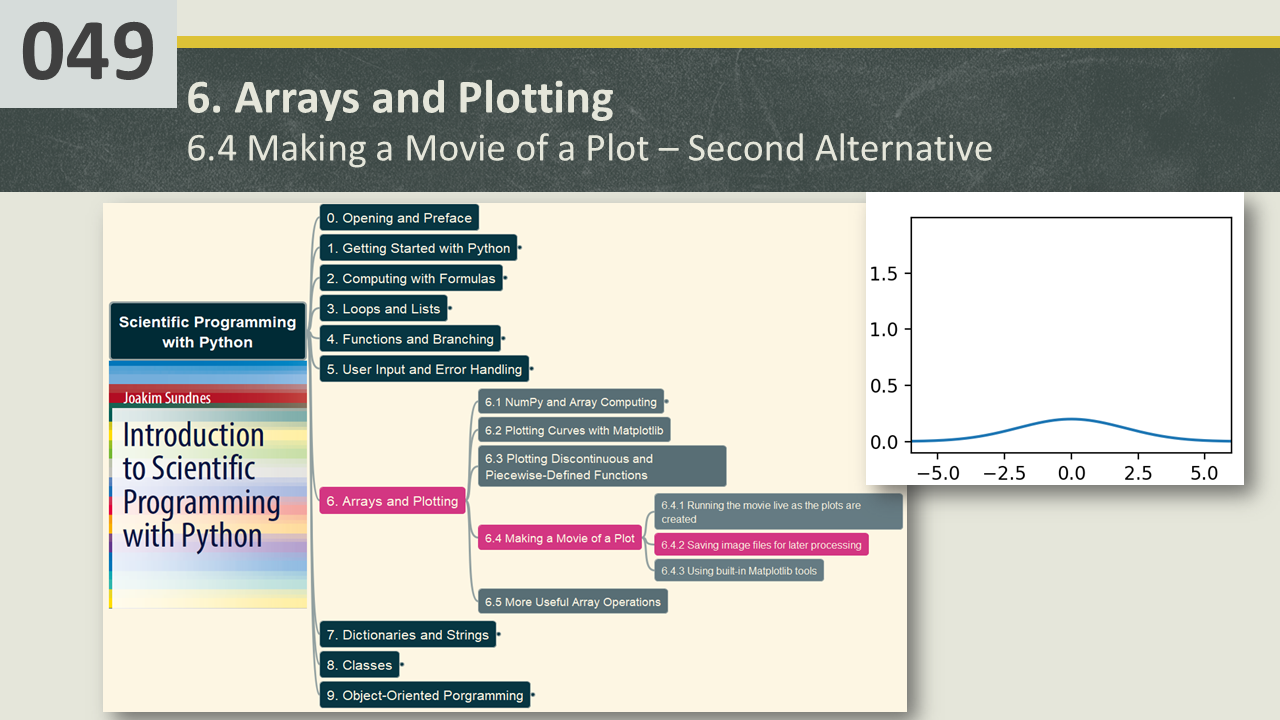 049
6. Arrays and Plotting
6.4 Making a Movie of a Plot – Second Alternative
Scientific Programming
with Python
Joakim Sundnes
Introduction
to Scientific
Programming
with Python
0. Opening and Preface
1. Getting Started with Python
2. Computing with Formulas
3. Loops and Lists
4. Functions and Branching
5. User Input and Error Handling
6. Arrays and Plotting
6.1 NumPy and Array Computing
6.2 Plotting Curves with Matplotlib
6.3 Plotting Discontinuous and
Piecewise-Defined Functions
6.4 Making a Movie of a Plot
6.4.1 Running the movie live as the plots are
created
6.4.2 Saving image files for later processing
6.4.3 Using built-in Matplotlib tools
6.5 More Useful Array Operations
7. Dictionaries and Strings
8. Classes
9. Object-Oriented Porgramming
1.5
1.0
0.5
0.0
−5.0 −2.5 0.0 2.5 5.0